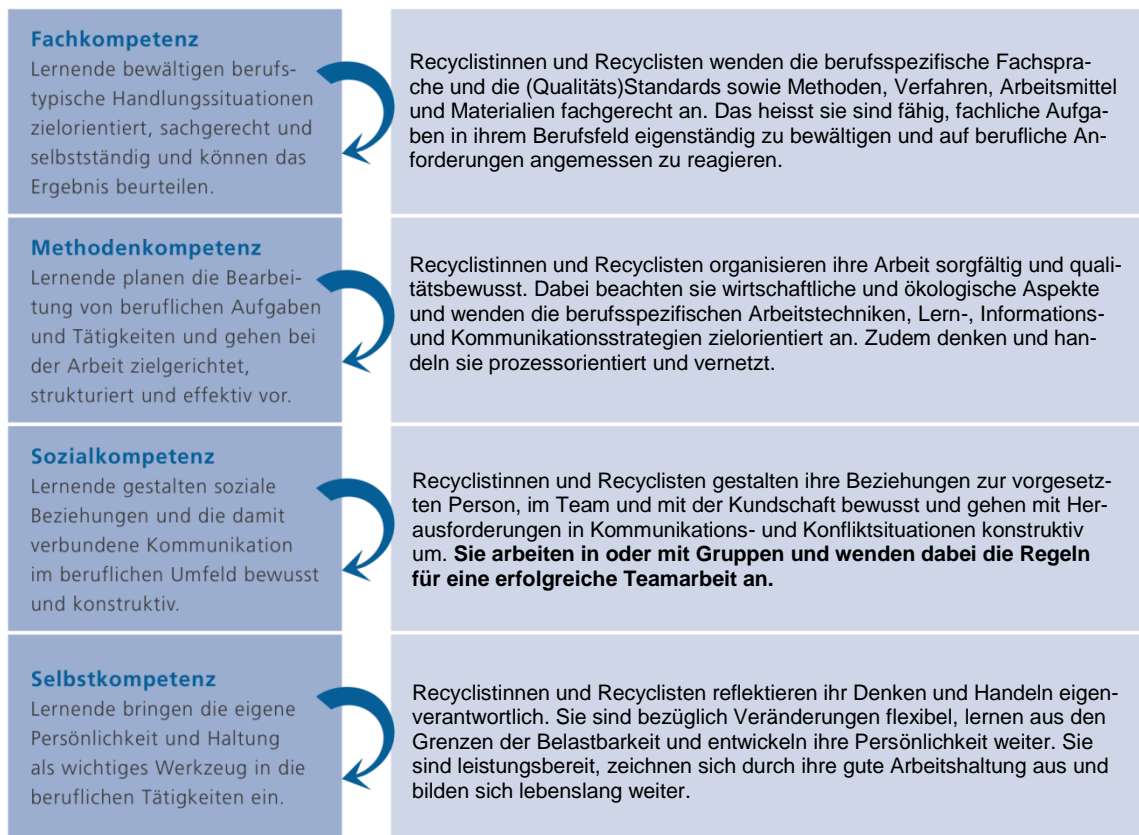 Fachkompetenz
Lernende bewältigen berufs-
typische Handlungssituationen
zielorientiert, sachgerecht und
selbstständig und können das
Ergebnis beurteilen.
Recyclistinnen und Recyclisten wenden die berufsspezifische Fachspra-
che und die (Qualitäts)Standards sowie Methoden, Verfahren, Arbeitsmittel
und Materialien fachgerecht an. Das heisst sie sind fähig, fachliche Aufga-
ben in ihrem Berufsfeld eigenständig zu bewältigen und auf berufliche An-
forderungen angemessen zu reagieren.
Methodenkompetenz
Lernende planen die Bearbei-
tung von beruflichen Aufgaben
und Tätigkeiten und gehen bei
der Arbeit zielgerichtet,
strukturiert und effektiv vor.
Recyclistinnen und Recyclisten organisieren ihre Arbeit sorgfältig und quali-
tätsbewusst. Dabei beachten sie wirtschaftliche und ökologische Aspekte
und wenden die berufsspezifischen Arbeitstechniken, Lern-, Informations-
und Kommunikationsstrategien zielorientiert an. Zudem denken und han-
deln sie prozessorientiert und vernetzt.
Sozialkompetenz
Lernende gestalten soziale
Beziehungen und die damit
verbundene Kommunikation
im beruflichen Umfeld bewusst
und konstruktiv.
Recyclistinnen und Recyclisten gestalten ihre Beziehungen zur vorgesetz-
ten Person, im Team und mit der Kundschaft bewusst und gehen mit Her-
ausforderungen in Kommunikations- und Konfliktsituationen konstruktiv
um. Sie arbeiten in oder mit Gruppen und wenden dabei die Regeln
für eine erfolgreiche Teamarbeit an.
Selbstkompetenz
Lernende bringen die eigene
Persönlichkeit und Haltung
als wichtiges Werkzeug in die
beruflichen Tätigkeiten ein.
Recyclistinnen und Recyclisten reflektieren ihr Denken und Handeln eigen-
verantwortlich. Sie sind bezüglich Veränderungen flexibel, lernen aus den
Grenzen der Belastbarkeit und entwickeln ihre Persönlichkeit weiter. Sie
sind leistungsbereit, zeichnen sich durch ihre gute Arbeitshaltung aus und
bilden sich lebenslang weiter.